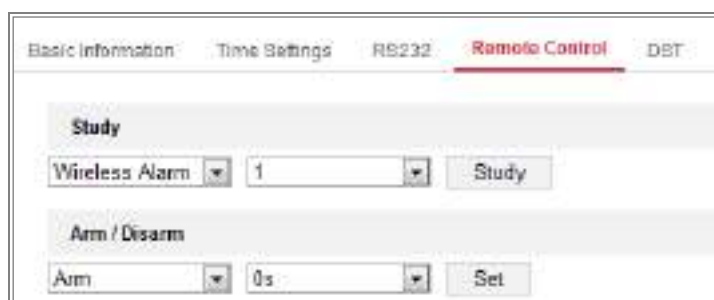 Basic Information Time Settings RS232 Remote Control DST
Study
Wireless Alarm 1 Study
Arm / Disarm
Arm 0s Set